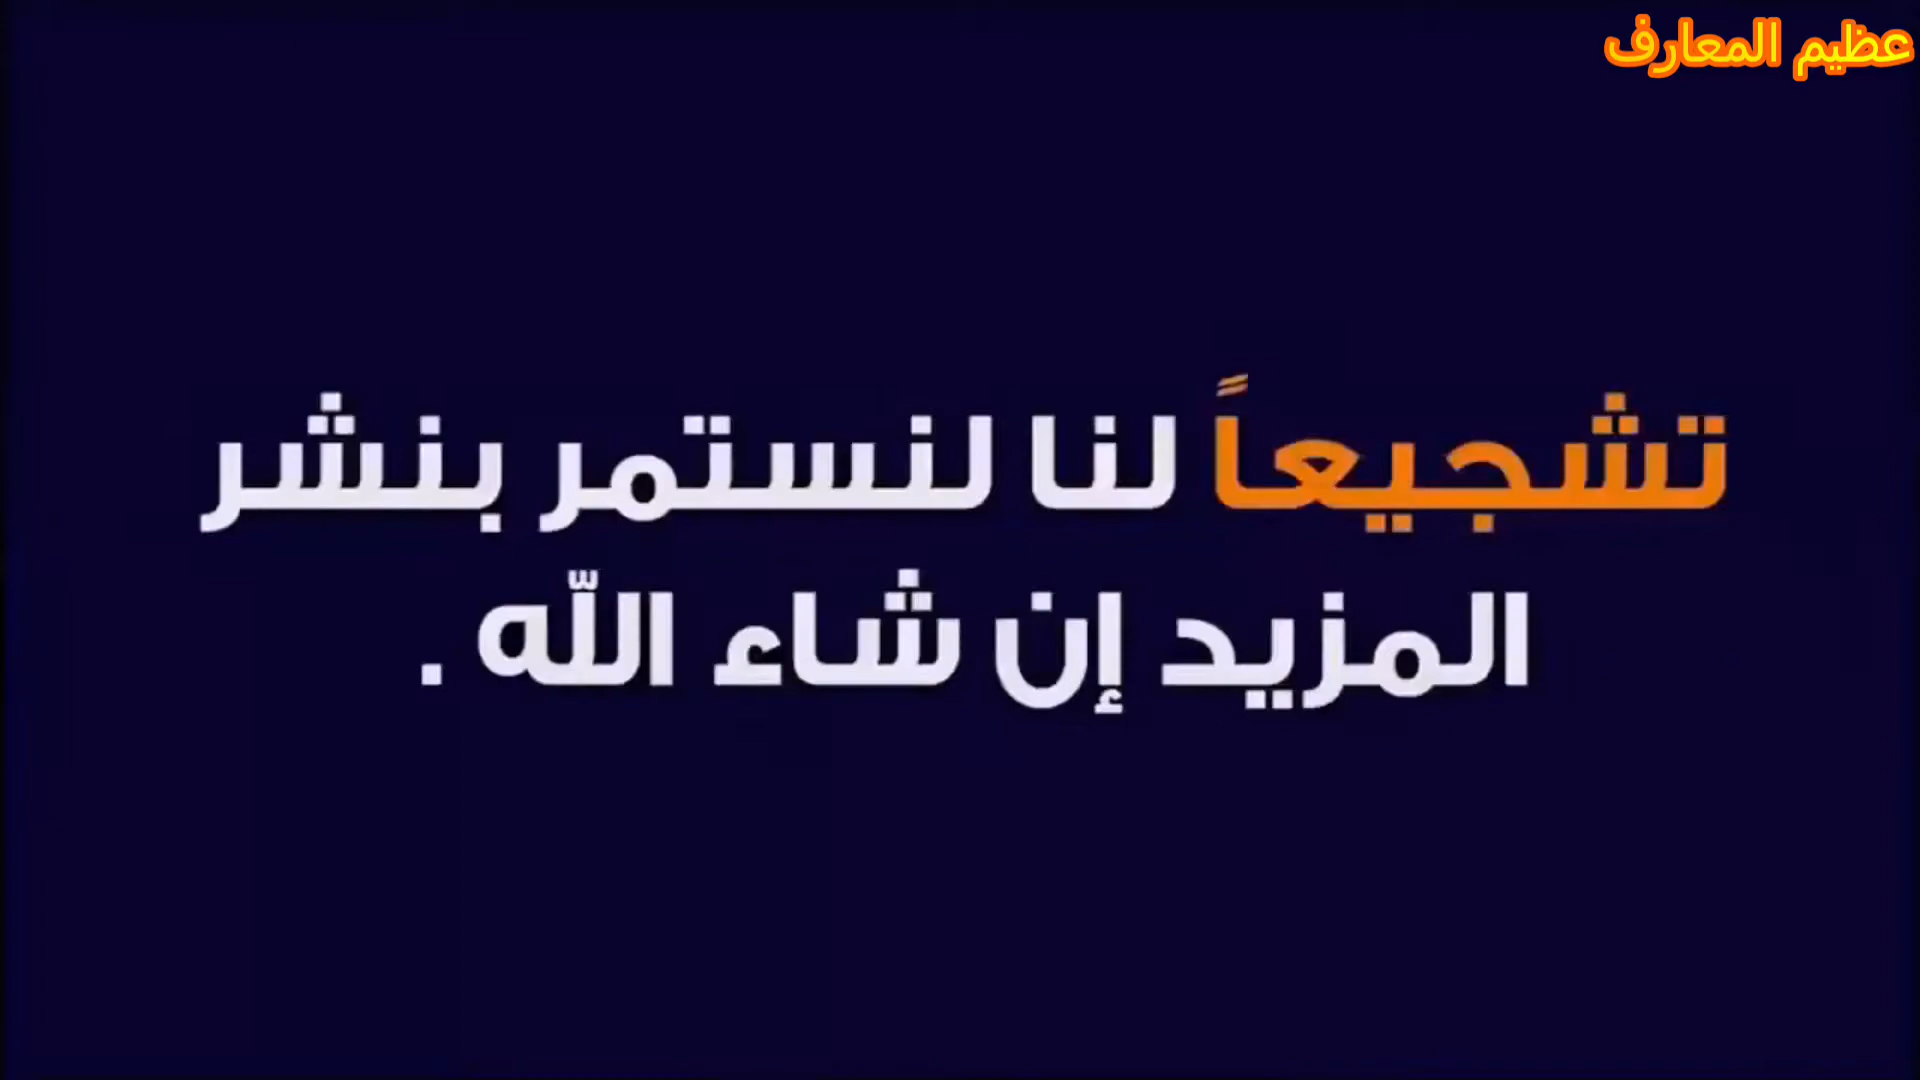 عظيم المعارف
تشجيعاً لنا لنستمر بنشر
المزيد إن شاء اللّه .